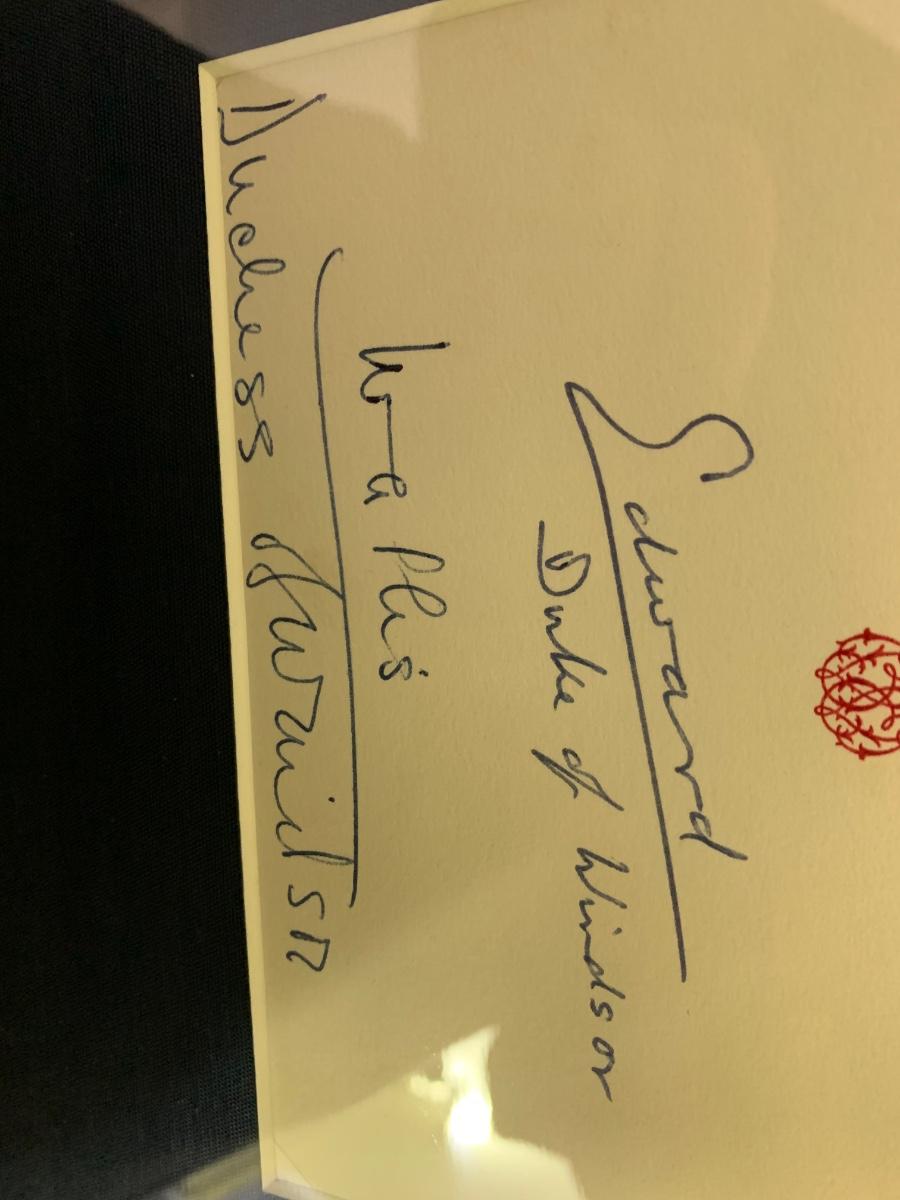 Edward
Duke of Windsor
Wallis
Duchess of Windsor